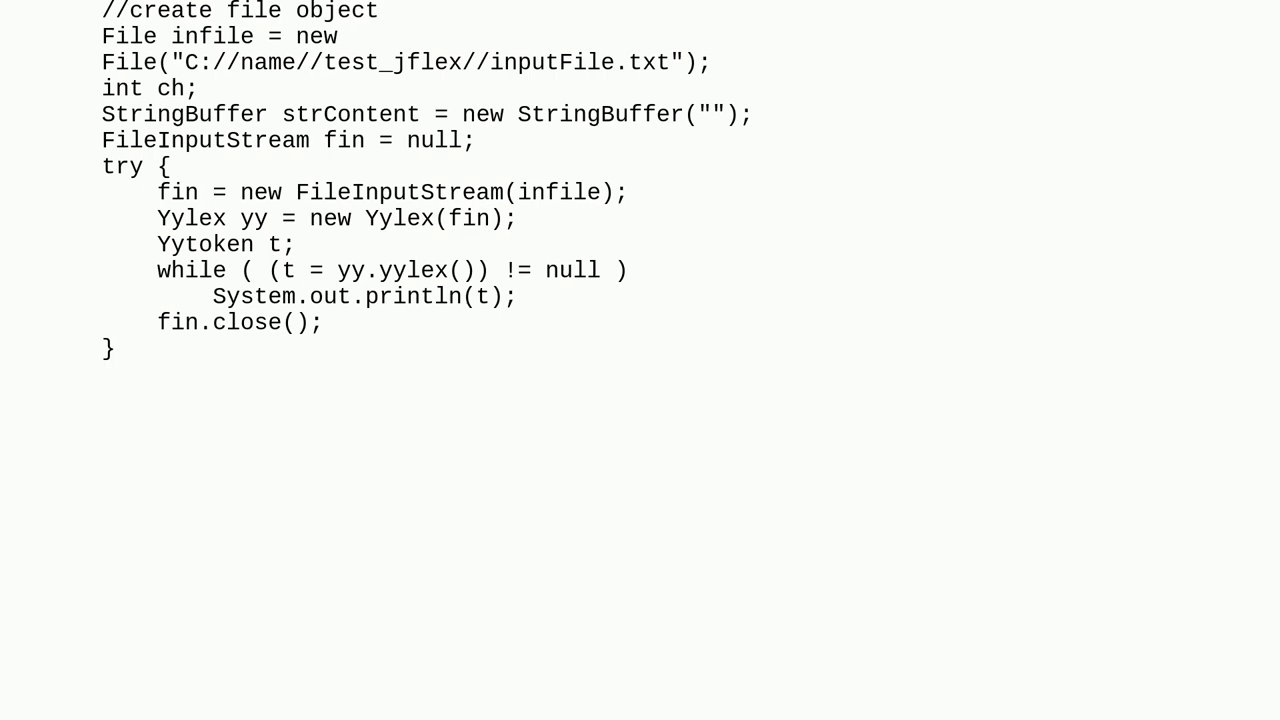 //create file object
File infile = new
File("C://name//test_jflex//inputFile.txt");
int ch;
StringBuffer strContent = new StringBuffer("");
FileInputStream fin = null;
try {
    fin = new FileInputStream(infile);
    Yylex yy = new Yylex(fin);
    Yytoken t;
    while ( (t = yy.yylex()) != null )
        System.out.println(t);
    fin.close();
}